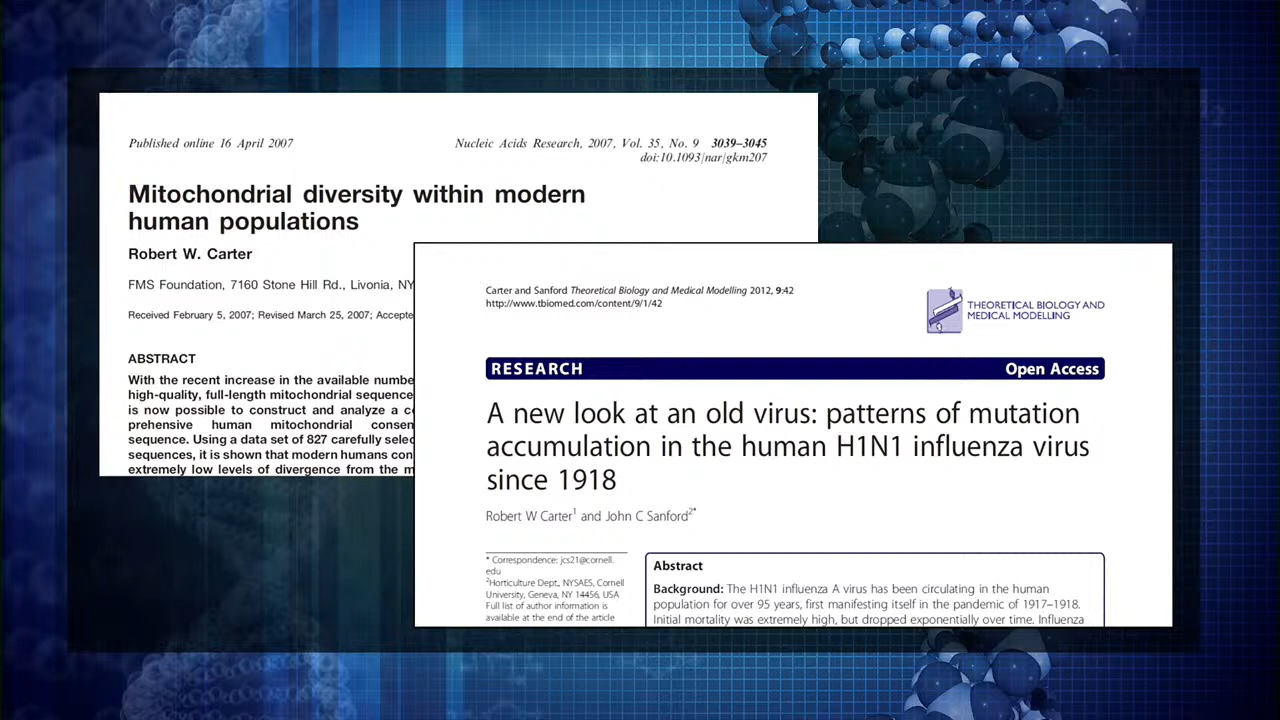 Published online 16 April 2007
Nucleic Acids Research, 2007, Vol. 35, No. 9 3039–3045
doi:10.1093/nar/gkm207
Mitochondrial diversity within modern
human populations
Robert W. Carter
FMS Foundation, 7160 Stone Hill Rd., Livonia, NY
Received February 5, 2007; Revised March 25, 2007; Accepte
ABSTRACT
With the recent increase in the available numbe
high-quality, full-length mitochondrial sequence
is now possible to construct and analyze a c
prehensive human mitochondrial consen
sequence. Using a data set of 827 carefully selec
sequences, it is shown that modern humans con
extremely low levels of divergence from the m
Carter and Sanford Theoretical Biology and Medical Modelling 2012, 9:42
http://www.tbiomed.com/content/9/1/42
THEORETICAL BIOLOGY AND
MEDICAL MODELLING
RESEARCH Open Access
A new look at an old virus: patterns of mutation
accumulation in the human H1N1 influenza virus
since 1918
Robert W Carter1 and John C Sanford2*
* Correspondence: jcs21@cornell.
edu
2Horticulture Dept., NYSAES, Cornell
University, Geneva, NY 14456, USA
Full list of author information is
available at the end of the article
Abstract
Background: The H1N1 influenza A virus has been circulating in the human
population for over 95 years, first manifesting itself in the pandemic of 1917–1918.
Initial mortality was extremely high, but dropped exponentially over time. Influenza